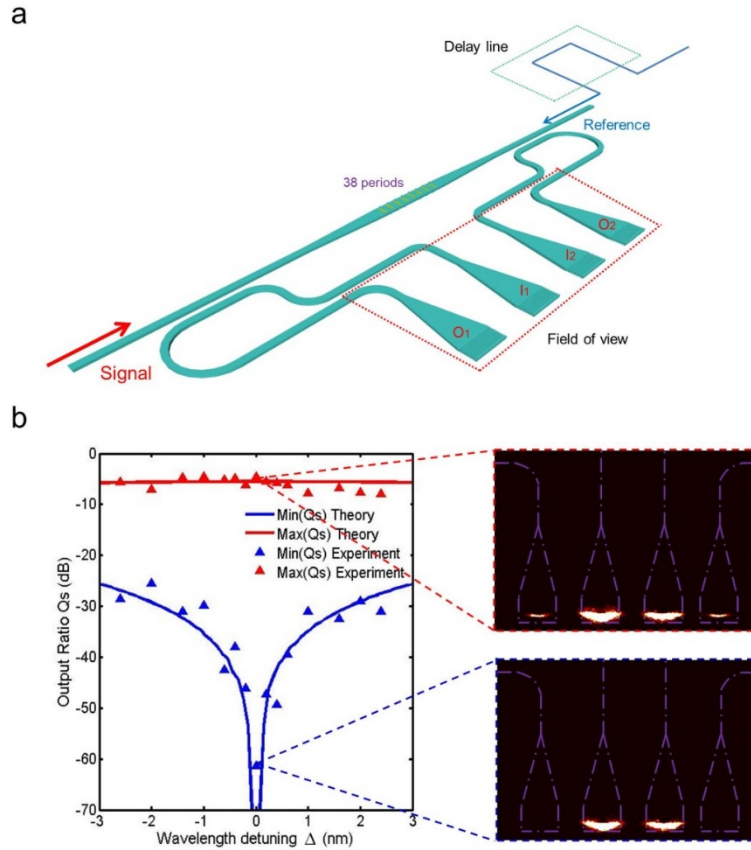 a
Delay line
Reference
38 periods
O2
I2
I1
O1
Field of view
Signal
b
0
-10
-20
-30
-40
-50
-60
-70
Output Ratio Qs (dB)
Min(Qs) Theory
Max(Qs) Theory
Min(Qs) Experiment
Max(Qs) Experiment
-3 -2 -1 0 1 2 3
Wavelength detuning Δ (nm)